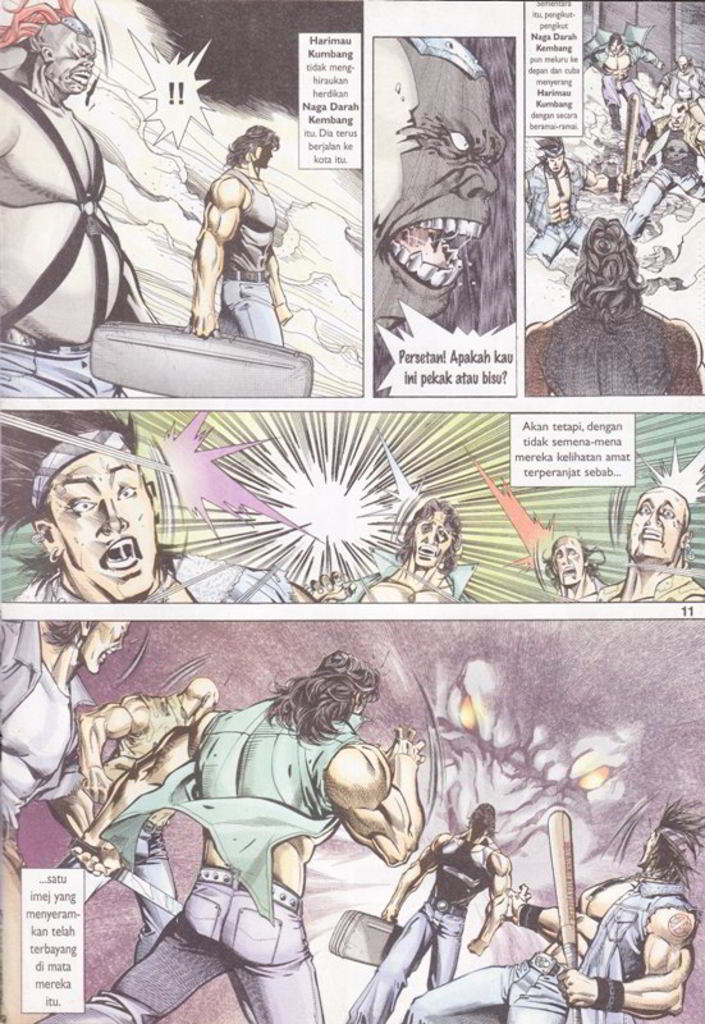 !!
Harimau
Kumbang
tidak meng-
hiraukan
herdikan
Naga Darah
Kembang
itu. Dia terus
berjalan ke
kota itu.
Persetan! Apakah kau
ini pekak atau bisu?
Sementara
itu, pengikut-
pengikut
Naga Darah
Kembang
pun meluru ke
depan dan cuba
menyerang
Harimau
Kumbang
dengan secara
beramai-ramai.
Akan tetapi, dengan
tidak semena-mena
mereka kelihatan amat
terperanjat sebab...
11
...satu
imej yang
menyeram-
kan telah
terbayang
di mata
mereka
itu.